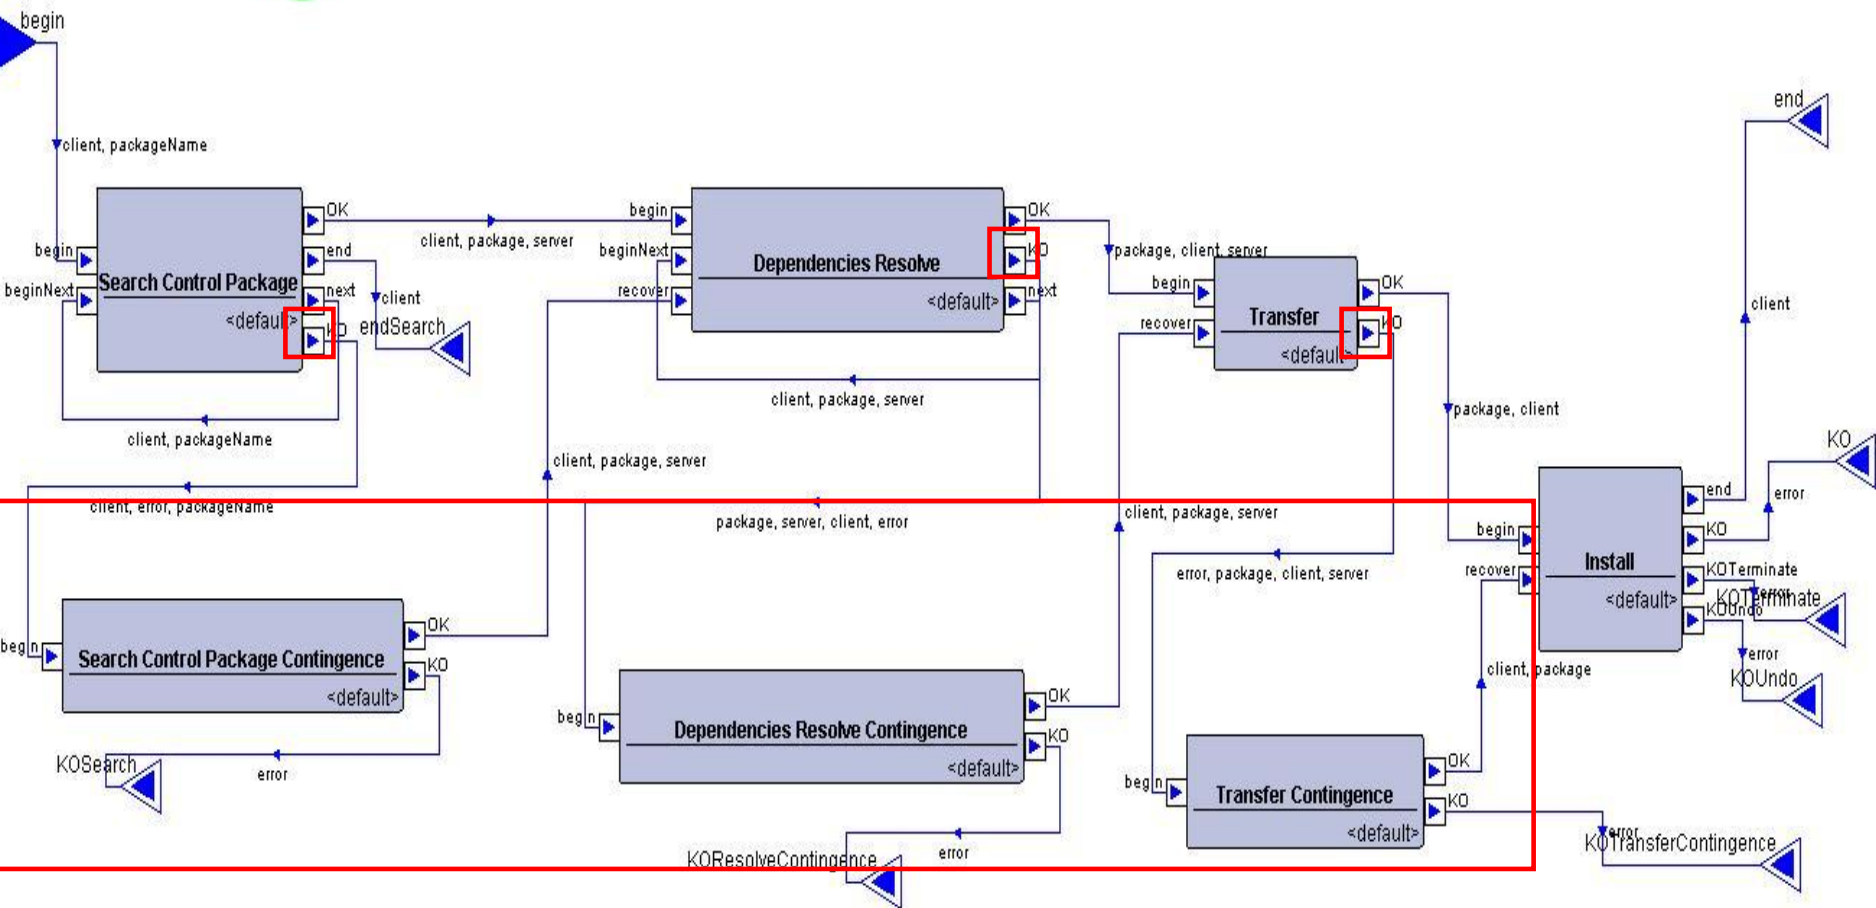 begin
client, packageName
begin
beginNext
Search Control Package
<default>
OK
end
next
KO
client
endSearch
client, packageName
client, error, packageName
client, package, server
begin
beginNext
recover
Dependencies Resolve
<default>
OK
KO
next
client, package, server
package, server, client, error
client, package, server
package, client, server
begin
recover
Transfer
<default>
OK
KO
package, client
client, package, server
error, package, client, server
end
client
KO
error
begin
recover
Install
<default>
end
KO
KOTerminate
KOUndo
error
KOTerminate
error
KOUndo
begin
Search Control Package Contingence
<default>
OK
KO
KOSearch
error
begin
Dependencies Resolve Contingence
<default>
OK
KO
KOResolveContingence
error
begin
Transfer Contingence
<default>
OK
KO
client, package
error
KOTransferContingence